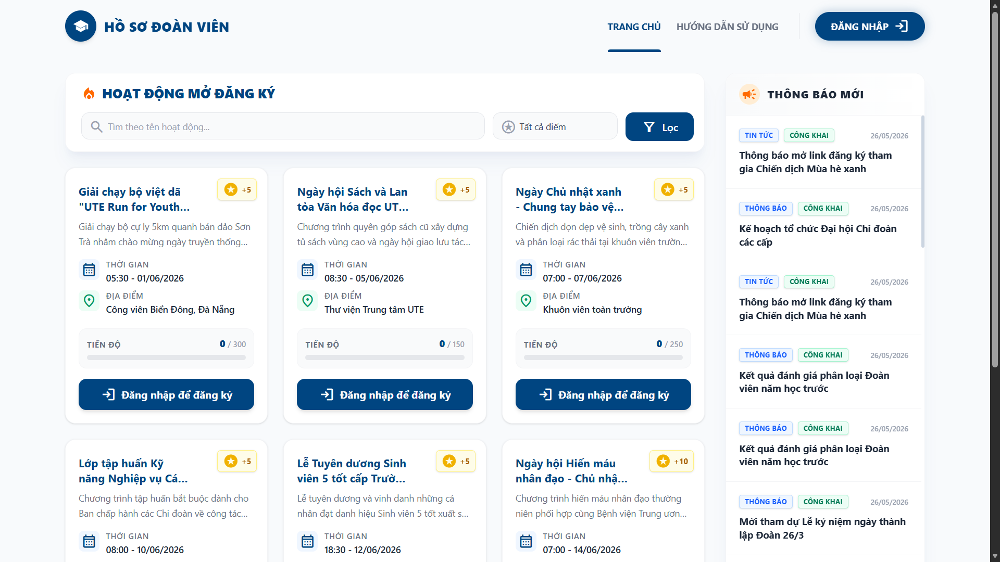 HỒ SƠ ĐOÀN VIÊN
TRANG CHỦ
HƯỚNG DẪN SỬ DỤNG
ĐĂNG NHẬP
HOẠT ĐỘNG MỞ ĐĂNG KÝ
Tìm theo tên hoạt động...
Tất cả điểm
Lọc
Giải chạy bộ việt dã
"UTE Run for Youth...
+5
Giải chạy bộ cự ly 5km quanh bán đảo Sơn
Trà nhằm chào mừng ngày truyền thống...
THỜI GIAN
05:30 - 01/06/2026
ĐỊA ĐIỂM
Công viên Biển Đông, Đà Nẵng
TIẾN ĐỘ
0 / 300
Đăng nhập để đăng ký
Ngày hội Sách và Lan
tỏa Văn hóa đọc UT...
+5
Chương trình quyên góp sách cũ xây dựng
tủ sách vùng cao và ngày hội giao lưu tác...
THỜI GIAN
08:30 - 05/06/2026
ĐỊA ĐIỂM
Thư viện Trung tâm UTE
TIẾN ĐỘ
0 / 150
Đăng nhập để đăng ký
Ngày Chủ nhật xanh
- Chung tay bảo vệ...
+5
Chiến dịch dọn dẹp vệ sinh, trồng cây xanh
và phân loại rác thải tại khuôn viên trườn...
THỜI GIAN
07:00 - 07/06/2026
ĐỊA ĐIỂM
Khuôn viên toàn trường
TIẾN ĐỘ
0 / 250
Đăng nhập để đăng ký
Lớp tập huấn Kỹ
năng Nghiệp vụ Cá...
+5
Chương trình tập huấn bắt buộc dành cho
Ban chấp hành các Chi đoàn về công tác...
THỜI GIAN
08:00 - 10/06/2026
Lễ Tuyên dương Sinh
viên 5 tốt cấp Trườ...
+5
Lễ tuyên dương và vinh danh những cá
nhân đạt danh hiệu Sinh viên 5 tốt xuất s...
THỜI GIAN
18:30 - 12/06/2026
Ngày hội Hiến máu
nhân đạo - Chủ nhậ...
+10
Chương trình hiến máu nhân đạo thường
niên phối hợp cùng Bệnh viện Trung ươn...
THỜI GIAN
07:00 - 14/06/2026
THÔNG BÁO MỚI
TIN TỨC
CÔNG KHAI
26/05/2026
Thông báo mở link đăng ký tham
gia Chiến dịch Mùa hè xanh
THÔNG BÁO
CÔNG KHAI
26/05/2026
Kế hoạch tổ chức Đại hội Chi đoàn
các cấp
TIN TỨC
CÔNG KHAI
26/05/2026
Thông báo mở link đăng ký tham
gia Chiến dịch Mùa hè xanh
THÔNG BÁO
CÔNG KHAI
26/05/2026
Kết quả đánh giá phân loại Đoàn
viên năm học trước
THÔNG BÁO
CÔNG KHAI
26/05/2026
Kết quả đánh giá phân loại Đoàn
viên năm học trước
THÔNG BÁO
CÔNG KHAI
26/05/2026
Mời tham dự Lễ kỷ niệm ngày thành
lập Đoàn 26/3